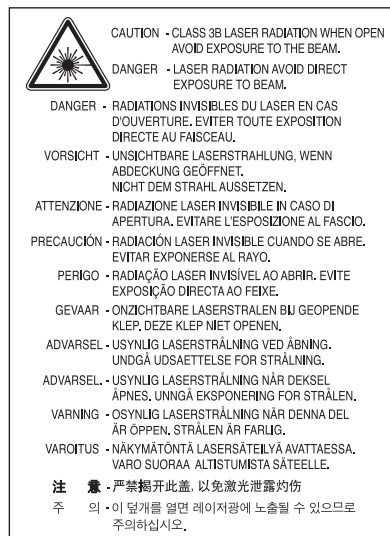 CAUTION - CLASS 3B LASER RADIATION WHEN OPEN
AVOID EXPOSURE TO THE BEAM.
DANGER - LASER RADIATION AVOID DIRECT
EXPOSURE TO BEAM.
DANGER - RADIATIONS INVISIBLES DU LASER EN CAS
D'OUVERTURE. EVITER TOUTE EXPOSITION
DIRECTE AU FAISCEAU.
VORSICHT - UNSICHTBARE LASERSTRAHLUNG, WENN
ABDECKUNG GEÖFFNET.
NICHT DEM STRAHL AUSSETZEN.
ATTENZIONE - RADIAZIONE LASER INVISIBILE IN CASO DI
APERTURA. EVITARE L'ESPOSIZIONE AL FASCIO.
PRECAUCIÓN - RADIACIÓN LASER INVISIBLE CUANDO SE ABRE.
EVITAR EXPONERSE AL RAYO.
PERIGO - RADIAÇÃO LASER INVISÍVEL AO ABRIR. EVITE
EXPOSIÇÃO DIRECTA AO FEIXE.
GEVAAR - ONZICHTBARE LASERSTRALEN BIJ GEOPENDE
KLEP. DEZE KLEP NIET OPENEN.
ADVARSEL - USYNLIG LASERSTRÅLNING VED ÅBNING.
UNDGÅ UDSAETTELSE FOR STRÅLNING.
ADVARSEL. - USYNLIG LASERSTRÅLNING NÅR DEKSEL
ÅPNES. UNNGÅ EKSPONERING FOR STRÅLEN.
VARNING - OSYNLIG LASERSTRÅLNING NÄR DENNA DEL
ÄR ÖPPEN. STRÅLEN ÄR FARLIG.
VAROITUS - NÄKYMÄTÖNTÄ LASERSÄTEILYÄ AVATTAESSA.
VARO SUORAA ALTISTUMISTA SÄTEELLE.
注 意 - 严禁揭开此盖, 以免激光泄露灼伤
주 의 - 이 덮개를 열면 레이저광에 노출될 수 있으므로
주의하십시오.